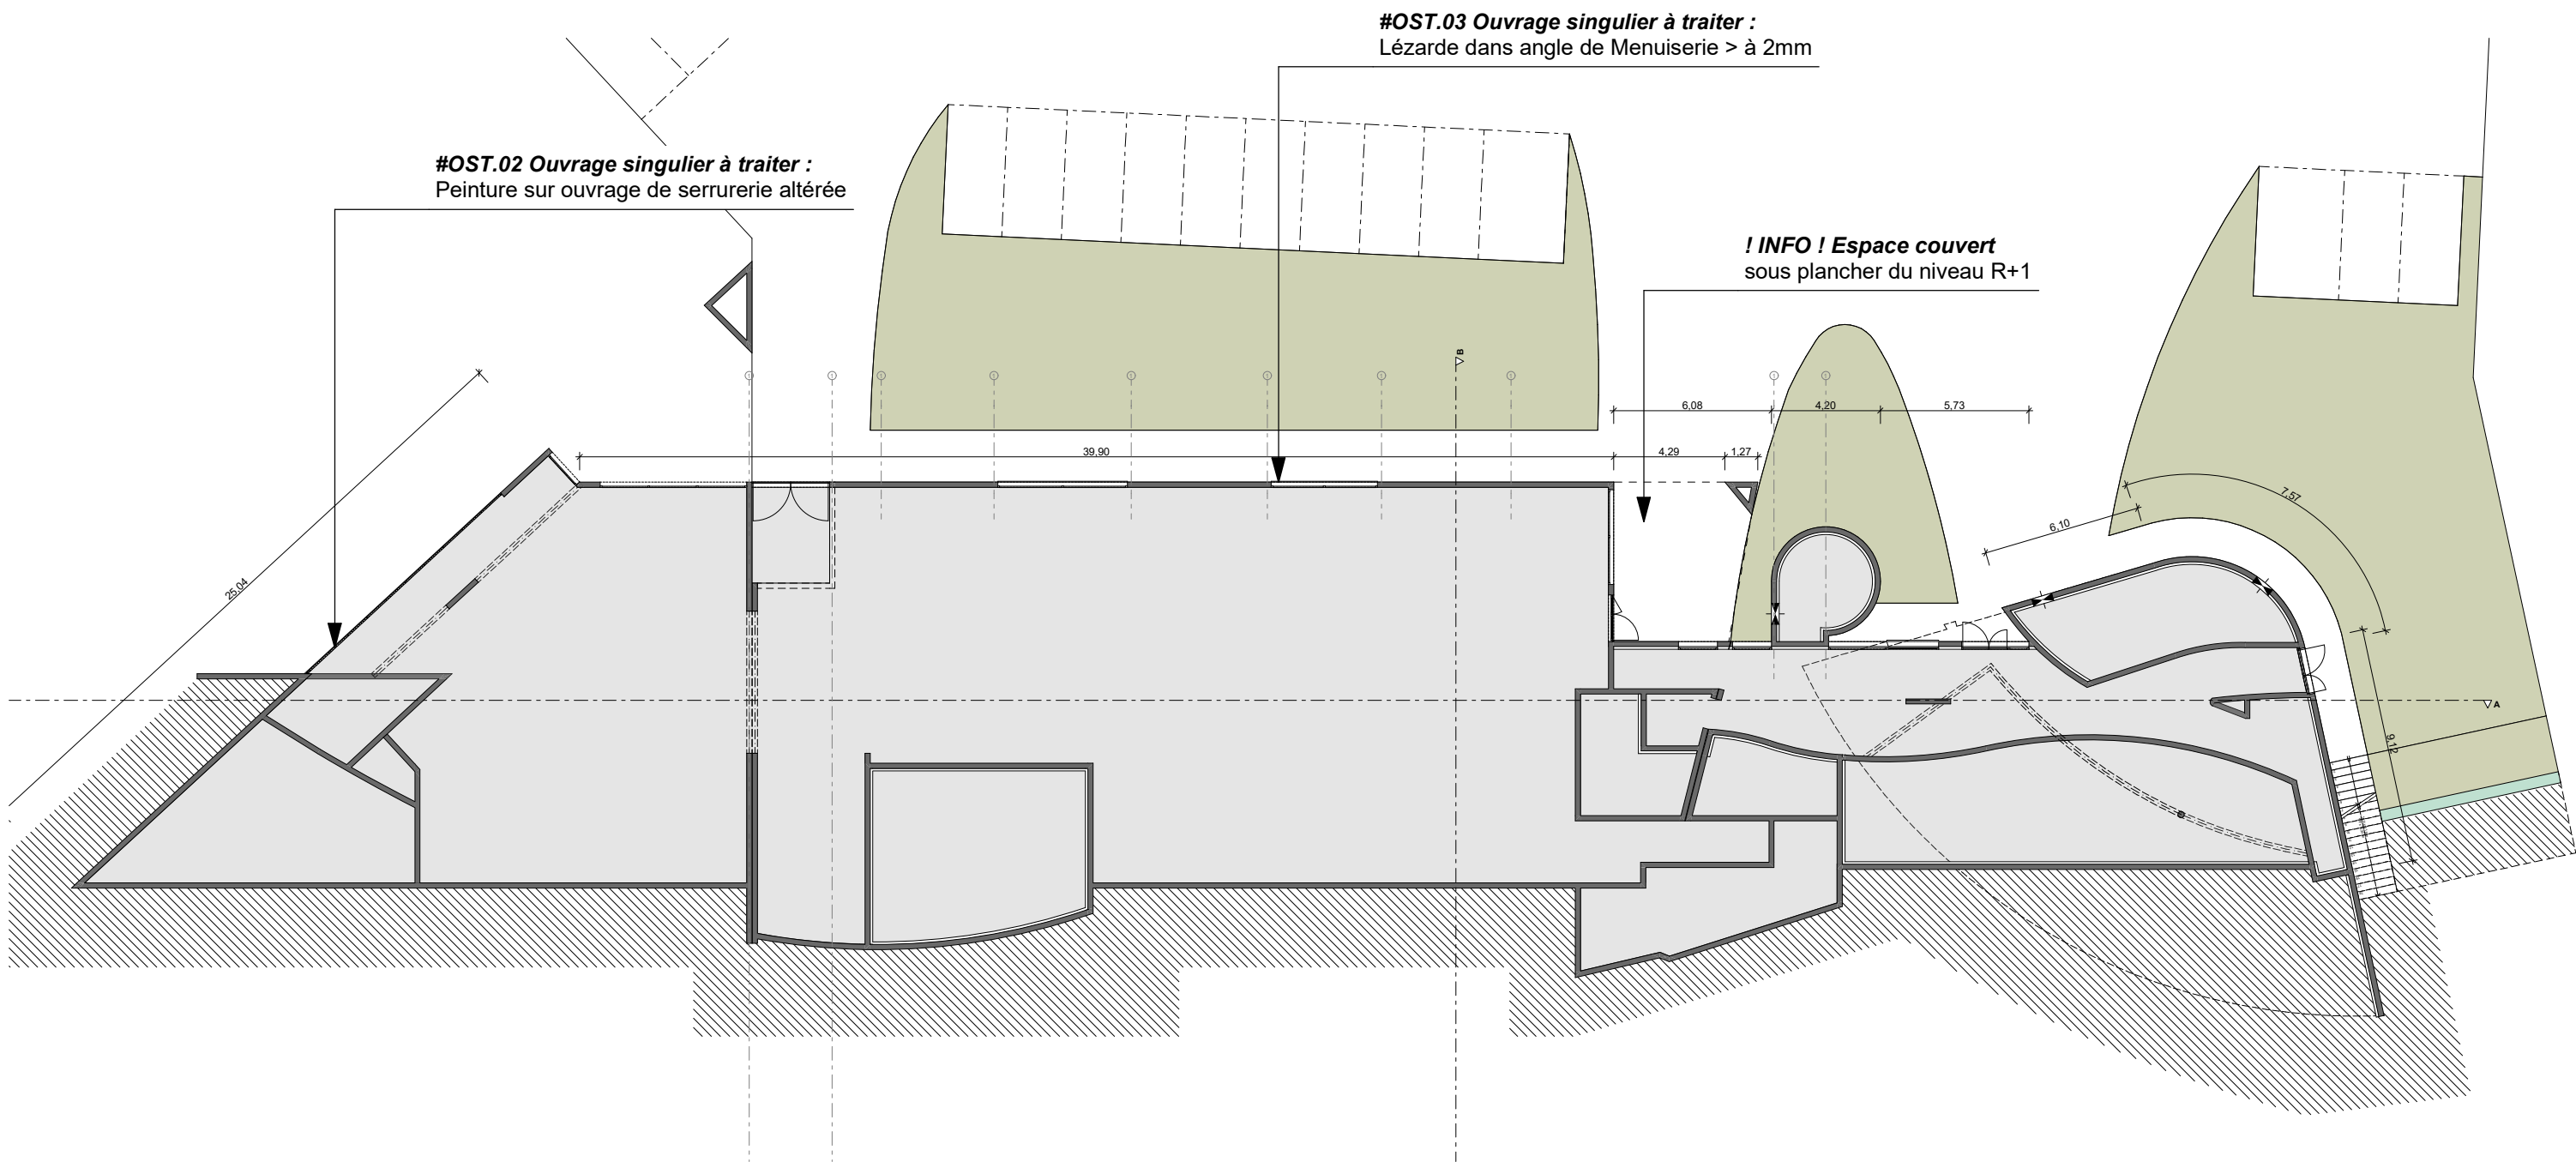 #OST.03 Ouvrage singulier à traiter :
Lézarde dans angle de Menuiserie > à 2mm
#OST.02 Ouvrage singulier à traiter :
Peinture sur ouvrage de serrurerie altérée
! INFO ! Espace couvert
sous plancher du niveau R+1
B
6,08
4,20
5,73
39,90
4,29
1,27
7,57
6,10
25,04
A
9,12